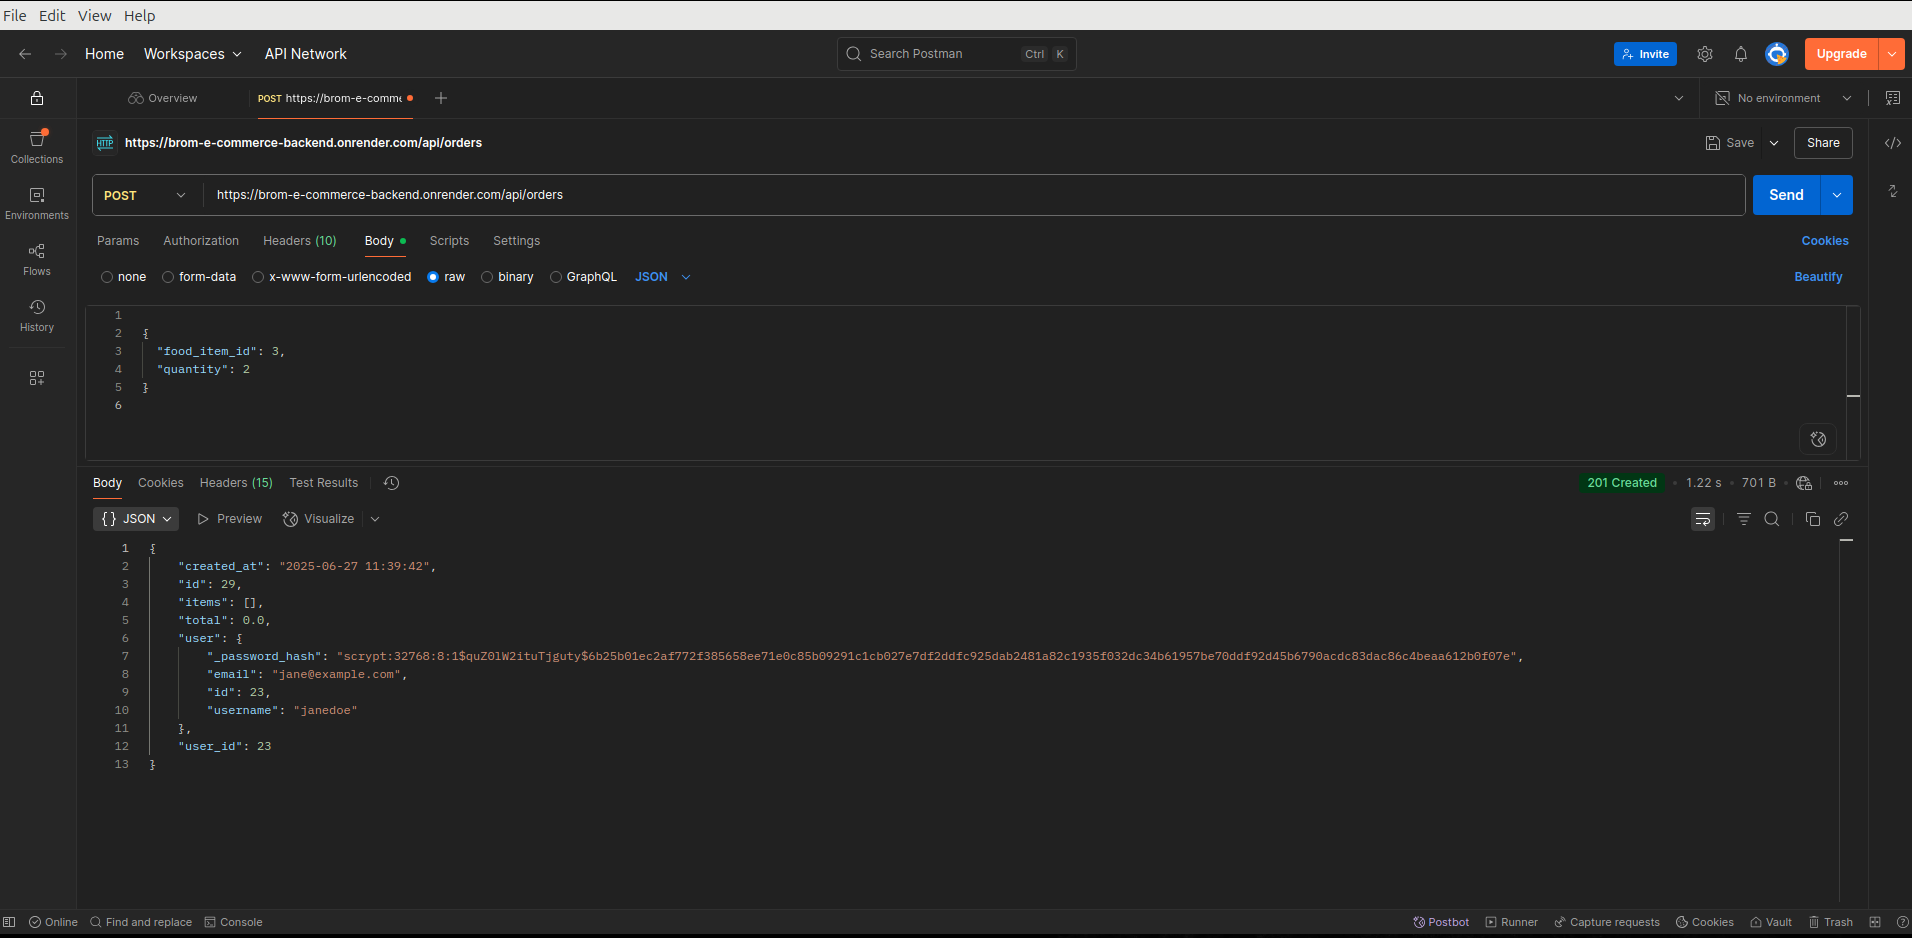 File Edit View Help
Home Workspaces API Network Search Postman Ctrl K Invite Upgrade
Overview POST https://brom-e-comme No environment
Collections
Environments
Flows
History
HTTP https://brom-e-commerce-backend.onrender.com/api/orders Save Share
POST https://brom-e-commerce-backend.onrender.com/api/orders Send
Params Authorization Headers (10) Body Scripts Settings Cookies
none form-data x-www-form-urlencoded raw binary GraphQL JSON Beautify
1
2 {
3 "food_item_id": 3,
4 "quantity": 2
5 }
6
Body Cookies Headers (15) Test Results 201 Created • 1.22 s • 701 B
{} JSON Preview Visualize
1 {
2 "created_at": "2025-06-27 11:39:42",
3 "id": 29,
4 "items": [],
5 "total": 0.0,
6 "user": {
7 "_password_hash": "scrypt:32768:8:1$quZ0lW2ituTjguty$6b25b01ec2af772f385658ee71e0c85b09291c1cb027e7df2ddfc925dab2481a82c1935f032dc34b61957be70ddf92d45b6790acdc83dac86c4beaa612b0f07e",
8 "email": "jane@example.com",
9 "id": 23,
10 "username": "janedoe"
11 },
12 "user_id": 23
13 }
Online Find and replace Console Postbot Runner Capture requests Cookies Vault Trash